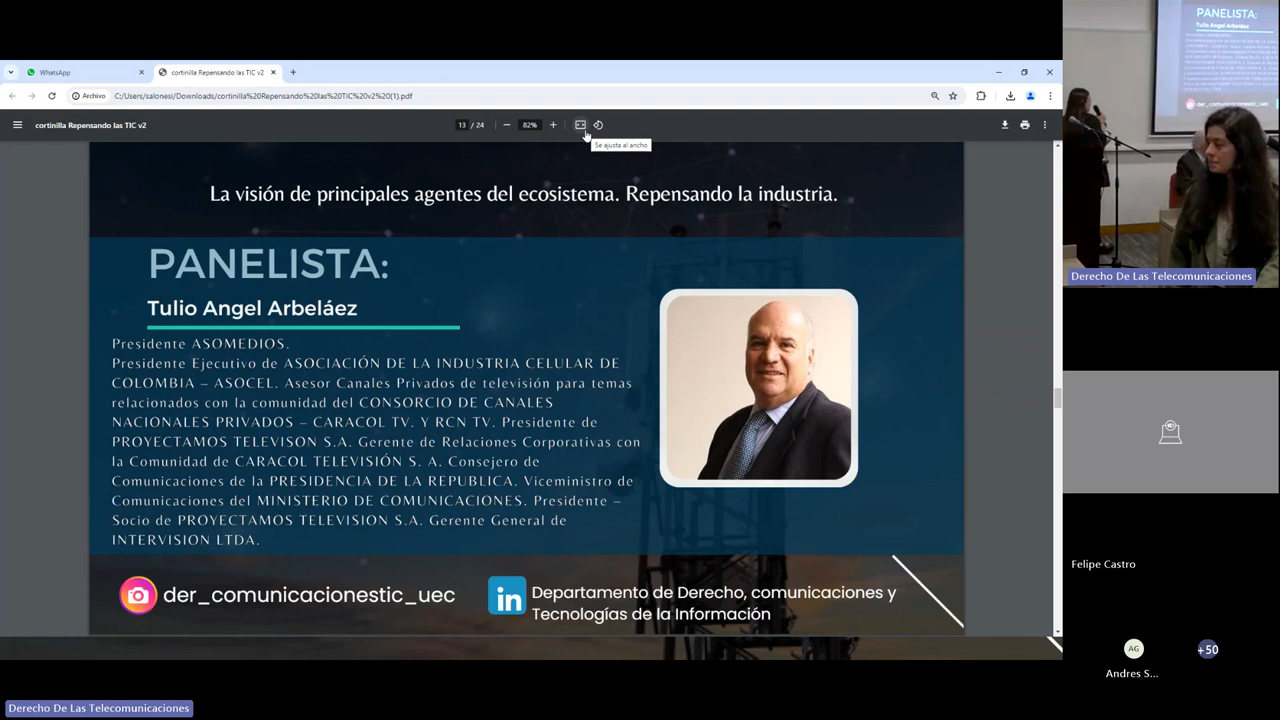 WhatsApp
cortinilla Repensando las TIC v2
Archivo
C:/Users/salonesi/Downloads/cortinilla%20Repensando%20las%20TIC%20v2%20(1).pdf
cortinilla Repensando las TIC v2
13 / 24
82%
Se ajusta al ancho
La visión de principales agentes del ecosistema. Repensando la industria.
PANELISTA:
Tulio Angel Arbeláez
Presidente ASOMEDIOS.
Presidente Ejecutivo de ASOCIACIÓN DE LA INDUSTRIA CELULAR DE
COLOMBIA – ASOCEL. Asesor Canales Privados de televisión para temas
relacionados con la comunidad del CONSORCIO DE CANALES
NACIONALES PRIVADOS – CARACOL TV. Y RCN TV. Presidente de
PROYECTAMOS TELEVISON S.A. Gerente de Relaciones Corporativas con
la Comunidad de CARACOL TELEVISIÓN S. A. Consejero de
Comunicaciones de la PRESIDENCIA DE LA REPUBLICA. Viceministro de
Comunicaciones del MINISTERIO DE COMUNICACIONES. Presidente –
Socio de PROYECTAMOS TELEVISION S.A. Gerente General de
INTERVISION LTDA.
der_comunicacionestic_uec
in
Departamento de Derecho, comunicaciones y
Tecnologías de la Información
Derecho De Las Telecomunicaciones
PANELISTA:
Tulio Angel Arbeláez
der_comunicacionestic_uec
Derecho De Las Telecomunicaciones
Felipe Castro
AG
+50
Andres S...